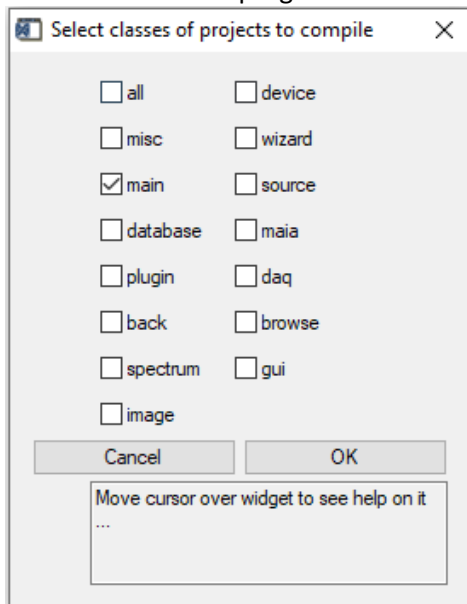 Select classes of projects to compile
all device
misc wizard
main source
database maia
plugin daq
back browse
spectrum gui
image
Cancel OK
Move cursor over widget to see help on it
...